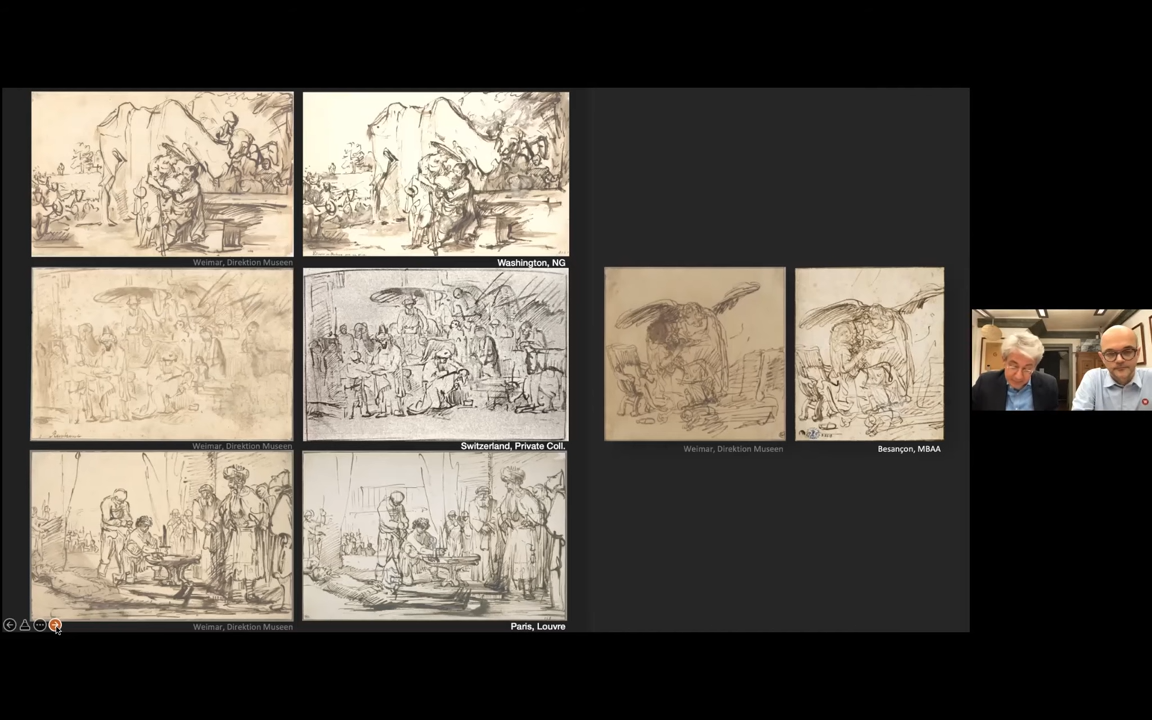 Weimar, Direktion Museen
Washington, NG
Weimar, Direktion Museen
Switzerland, Private Coll.
Weimar, Direktion Museen
Besançon, MBAA
Weimar, Direktion Museen
Paris, Louvre